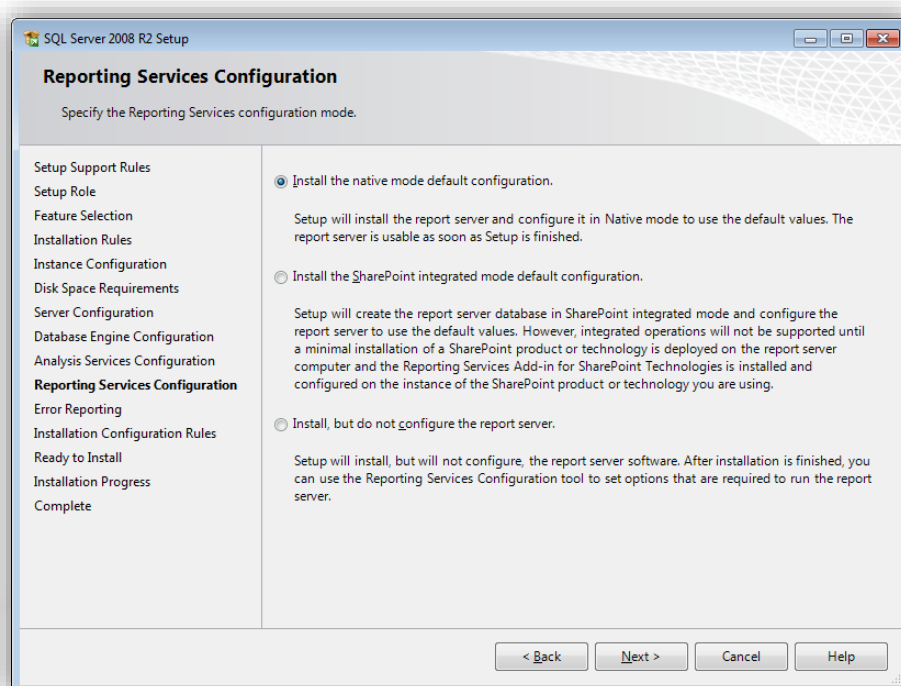 SQL Server 2008 R2 Setup
Reporting Services Configuration
Specify the Reporting Services configuration mode.
Setup Support Rules
Setup Role
Feature Selection
Installation Rules
Instance Configuration
Disk Space Requirements
Server Configuration
Database Engine Configuration
Analysis Services Configuration
Reporting Services Configuration
Error Reporting
Installation Configuration Rules
Ready to Install
Installation Progress
Complete
Install the native mode default configuration.
Setup will install the report server and configure it in Native mode to use the default values. The
report server is usable as soon as Setup is finished.
Install the SharePoint integrated mode default configuration.
Setup will create the report server database in SharePoint integrated mode and configure the
report server to use the default values. However, integrated operations will not be supported until
a minimal installation of a SharePoint product or technology is deployed on the report server
computer and the Reporting Services Add-in for SharePoint Technologies is installed and
configured on the instance of the SharePoint product or technology you are using.
Install, but do not configure the report server.
Setup will install, but will not configure, the report server software. After installation is finished, you
can use the Reporting Services Configuration tool to set options that are required to run the report
server.
< Back
Next >
Cancel
Help